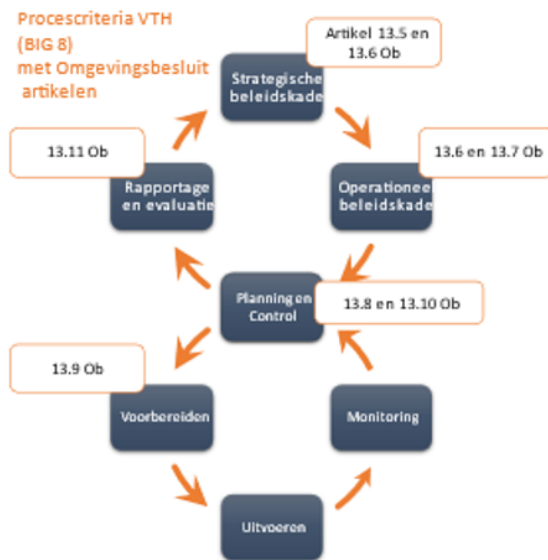 Procescriteria VTH
(BIG 8)
met Omgevingsbesluit
artikelen
Artikel 13.5 en
13.6 Ob
Strategische
beleidskade
13.11 Ob
13.6 en 13.7 Ob
Rapportage
en evaluatie
Operationee
beleidskade
Planning en
Control
13.8 en 13.10 Ob
13.9 Ob
Voorbereiden
Monitoring
Uitvoeren